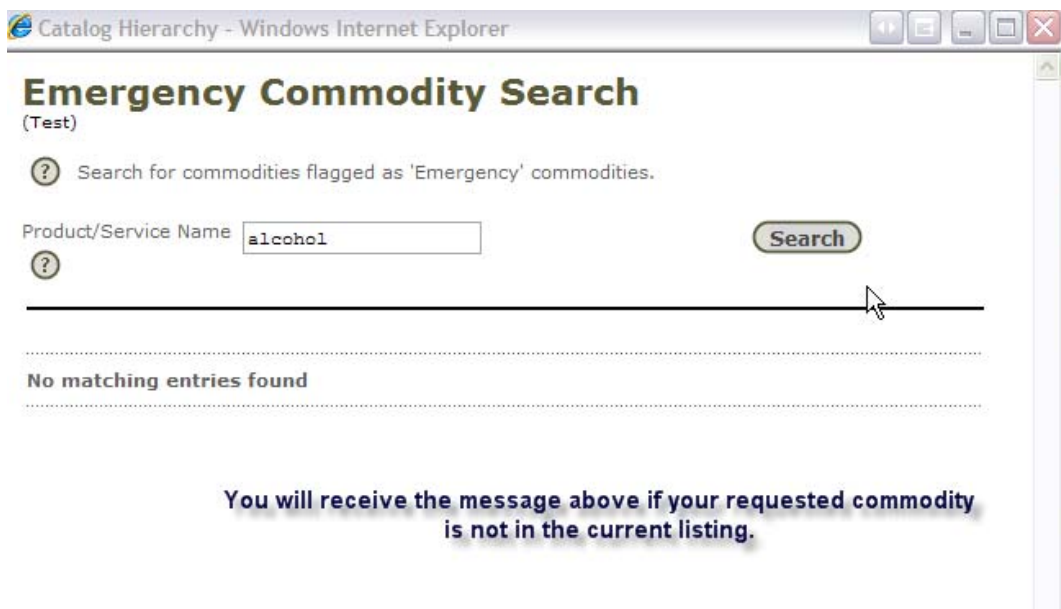 Catalog Hierarchy - Windows Internet Explorer
Emergency Commodity Search
(Test)
? Search for commodities flagged as 'Emergency' commodities.
Product/Service Name alcohol Search
?
No matching entries found
You will receive the message above if your requested commodity
is not in the current listing.